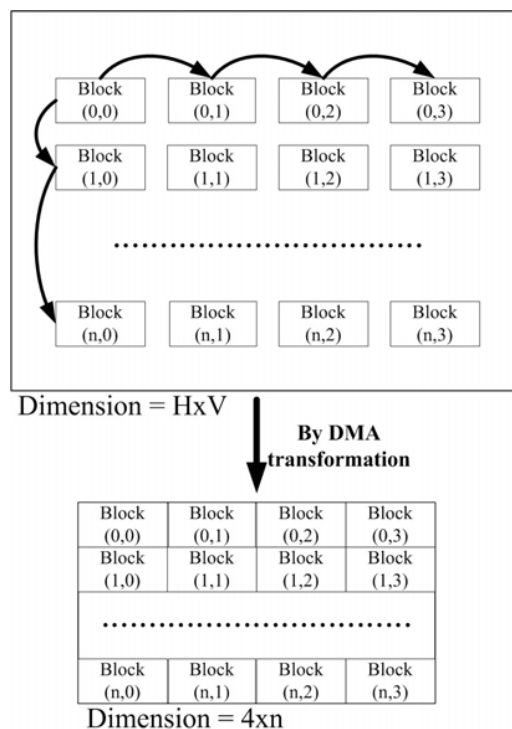 Block Block Block Block
(0,0) (0,1) (0,2) (0,3)
Block Block Block Block
(1,0) (1,1) (1,2) (1,3)
Block Block Block Block
(n,0) (n,1) (n,2) (n,3)
Dimension = HxV
By DMA
transformation
Block Block Block Block
(0,0) (0,1) (0,2) (0,3)
Block Block Block Block
(1,0) (1,1) (1,2) (1,3)
Block Block Block Block
(n,0) (n,1) (n,2) (n,3)
Dimension = 4xn